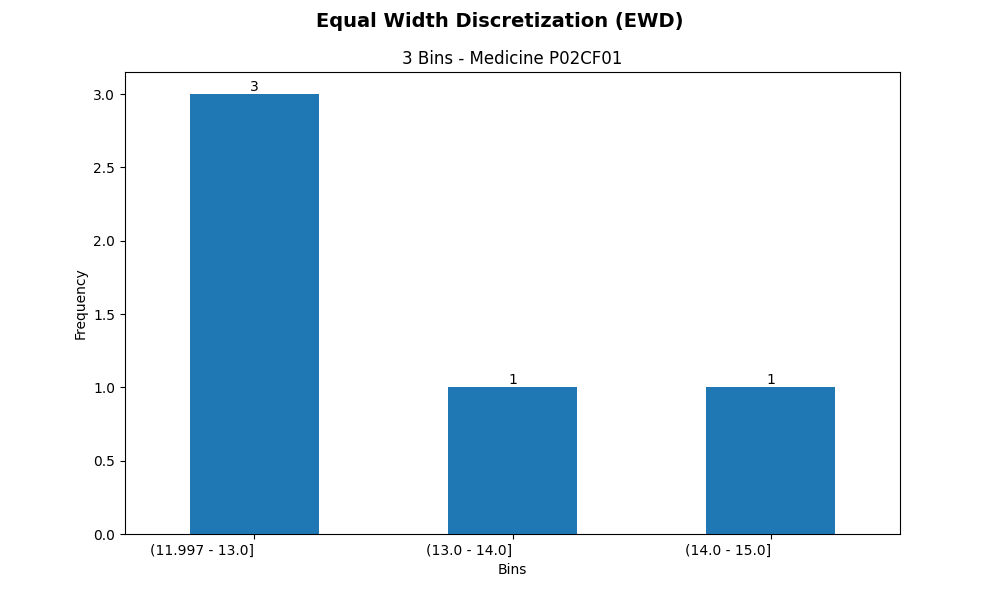 Equal Width Discretization (EWD)
3 Bins - Medicine P02CF01
3
3.0
2.5
2.0
1.5
1.0
0.5
0.0
1
1
Frequency
(11.997 - 13.0]
(13.0 - 14.0]
(14.0 - 15.0]
Bins